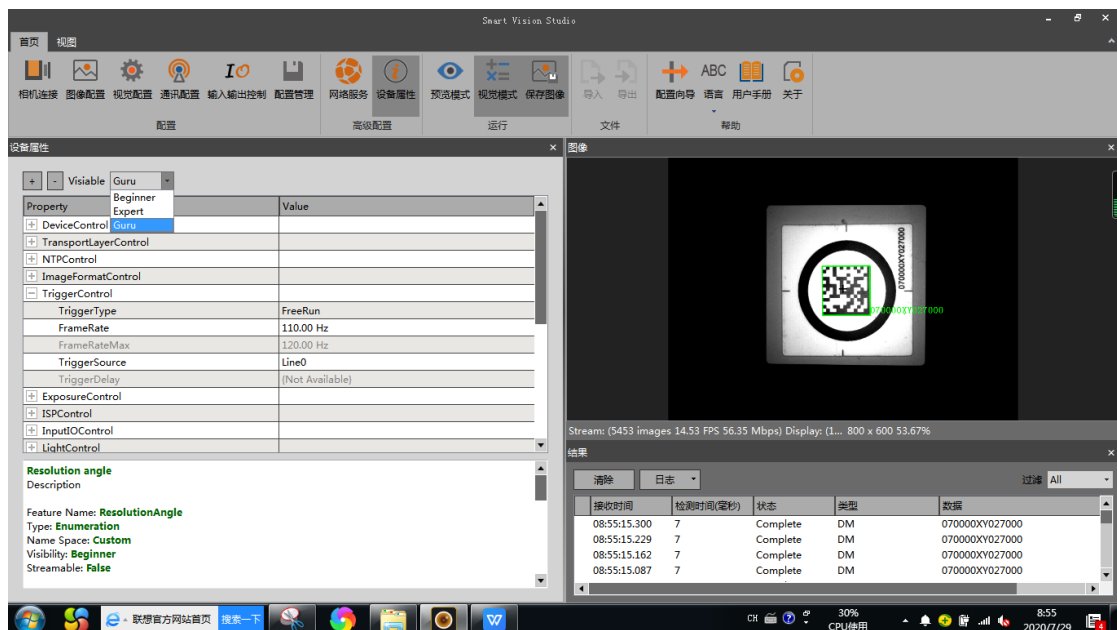 Smart Vision Studio
首页 视图
相机连接 图像配置 视觉配置 通讯配置 IO 输入输出控制 配置管理 网络服务 设备属性 预览模式 视觉模式 保存图像 导入 导出 配置向导 ABC 语言 用户手册 关于
配置 高级配置 运行 文件 帮助
设备属性
+ - Visiable Guru
Beginner
Expert
Guru
Property Value
DeviceControl
TransportLayerControl
NTPControl
ImageFormatControl
TriggerControl
TriggerType FreeRun
FrameRate 110.00 Hz
FrameRateMax 120.00 Hz
TriggerSource Line0
TriggerDelay (Not Available)
ExposureControl
ISPControl
InputIOControl
LightControl
Resolution angle
Description
Feature Name: ResolutionAngle
Type: Enumeration
Name Space: Custom
Visibility: Beginner
Streamable: False
图像
070000XY027000
070000XY027000
Stream: (5453 images 14.53 FPS 56.35 Mbps) Display: (1... 800 x 600 53.67%
结果
清除 日志 过滤 All
接收时间 检测时间(毫秒) 状态 类型 数据
08:55:15.300 7 Complete DM 070000XY027000
08:55:15.229 7 Complete DM 070000XY027000
08:55:15.162 7 Complete DM 070000XY027000
08:55:15.087 7 Complete DM 070000XY027000
联想官方网站首页 搜索一下
CH 30%
CPU使用
8:55
2020/7/29
4